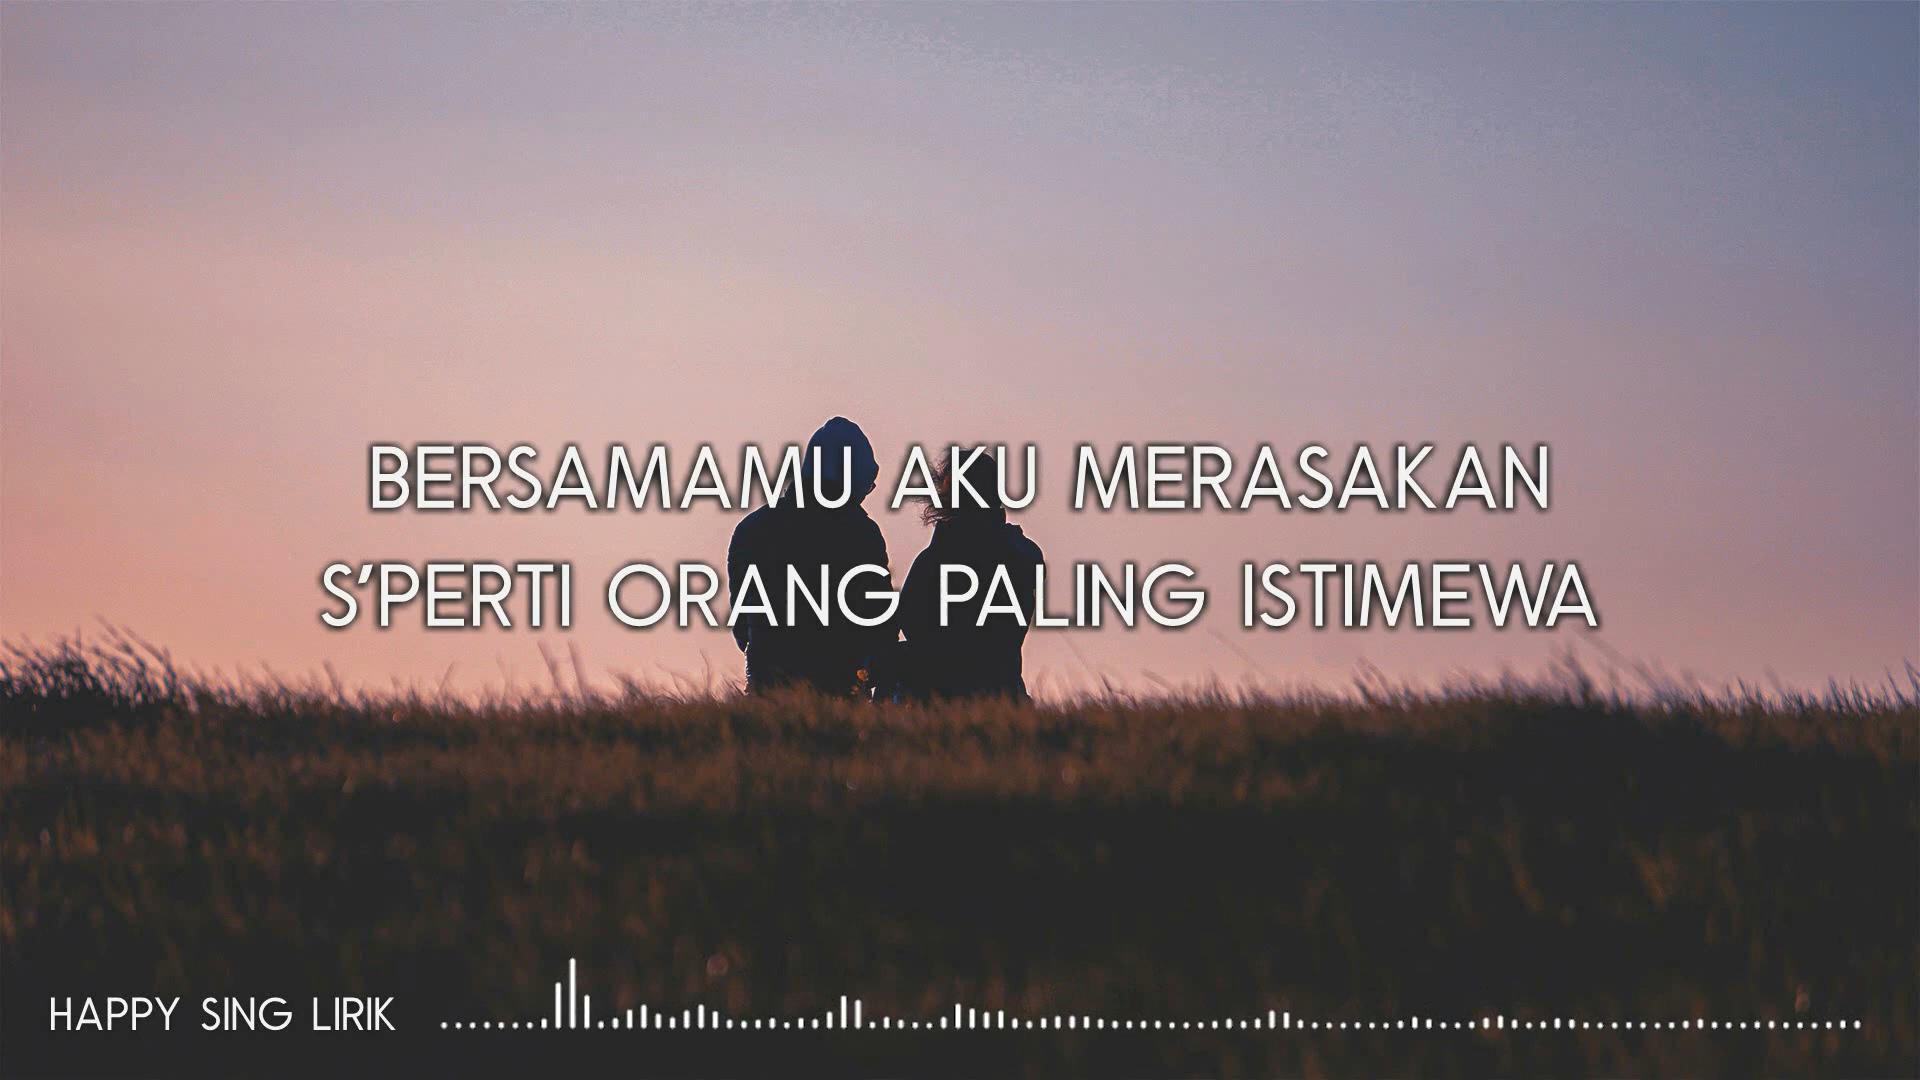 BERSAMAMU AKU MERASAKAN
S'PERTI ORANG PALING ISTIMEWA
HAPPY SING LIRIK